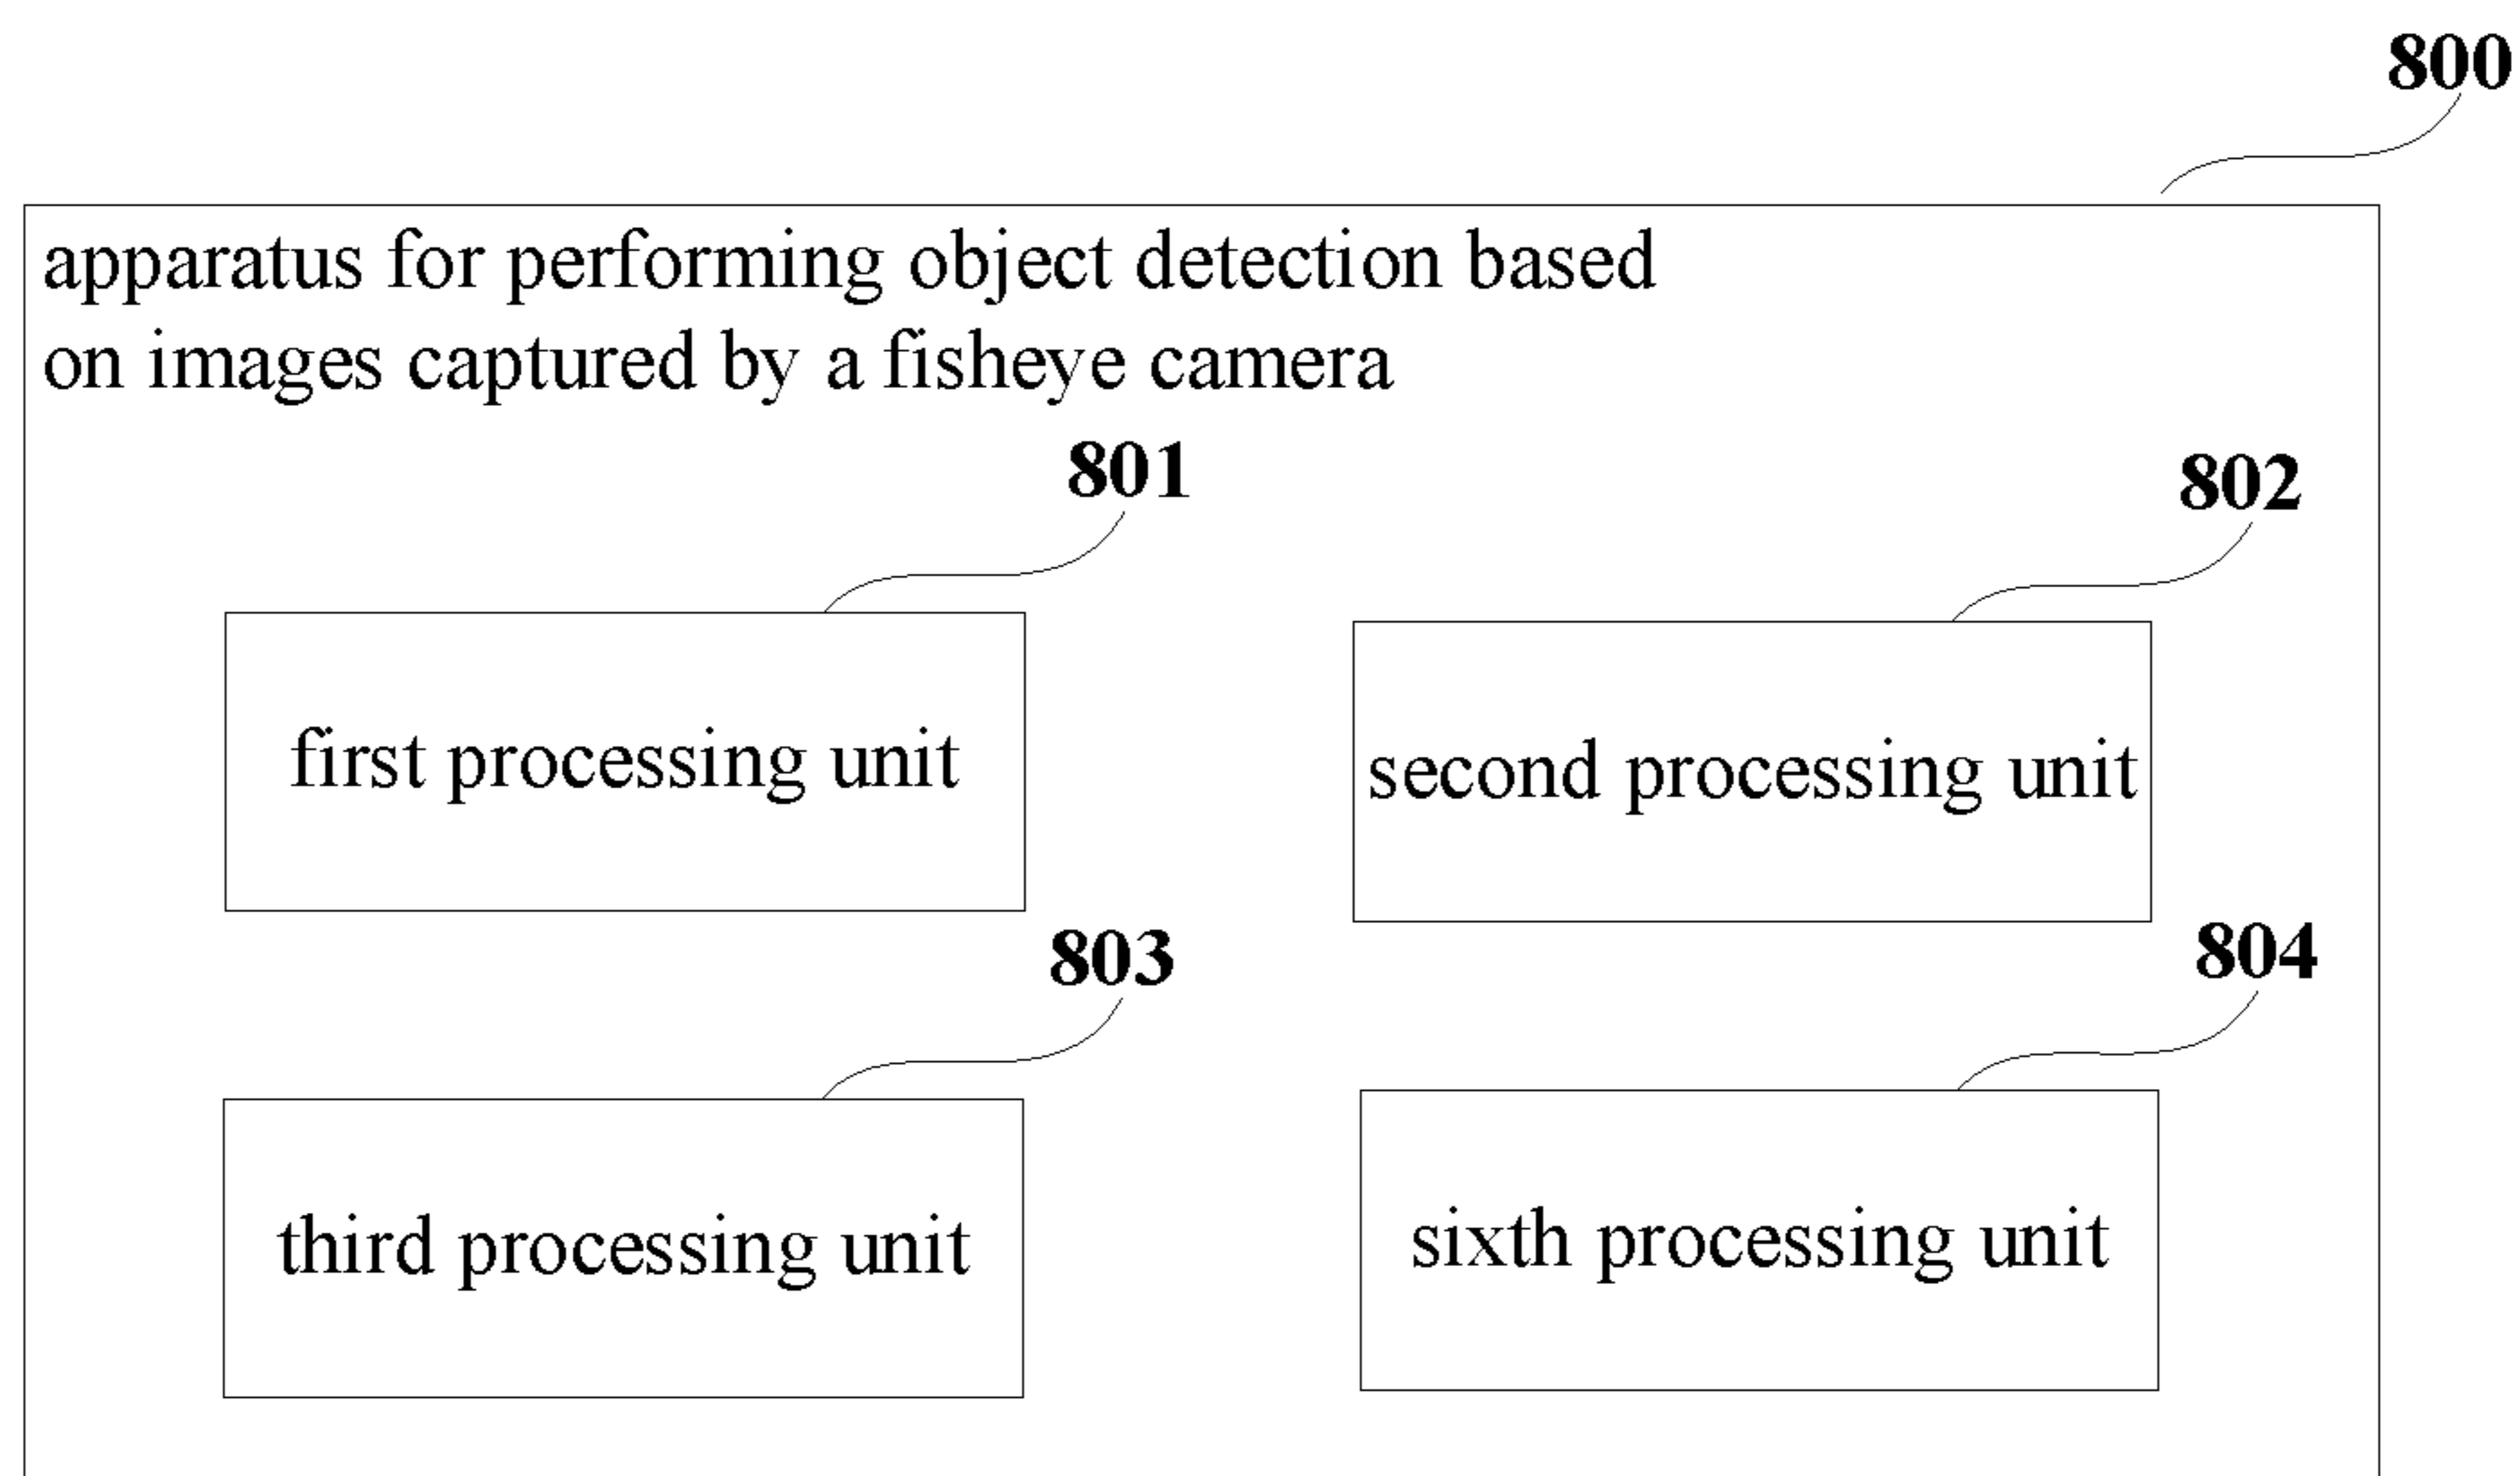 800
apparatus for performing object detection based
on images captured by a fisheye camera
801
802
first processing unit
second processing unit
803
804
third processing unit
sixth processing unit